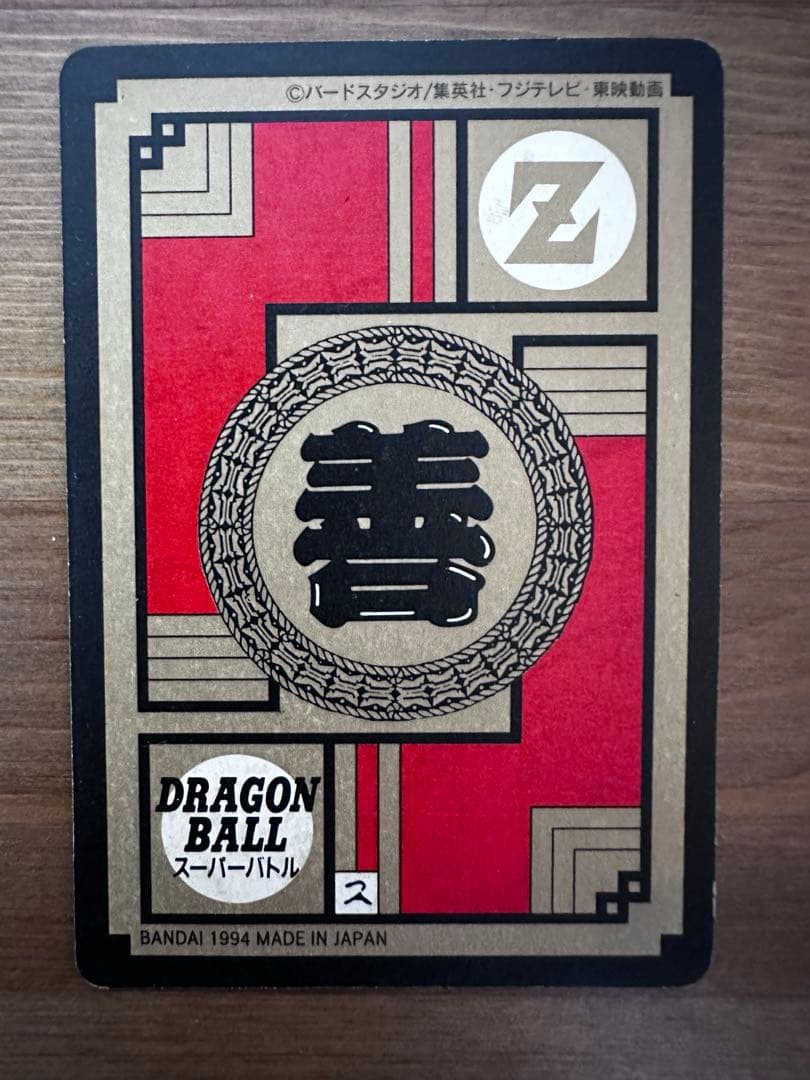 ©バードスタジオ/集英社・フジテレビ・東映動画
Z
善
DRAGON
BALL
スーパーバトル
ス
BANDAI 1994 MADE IN JAPAN